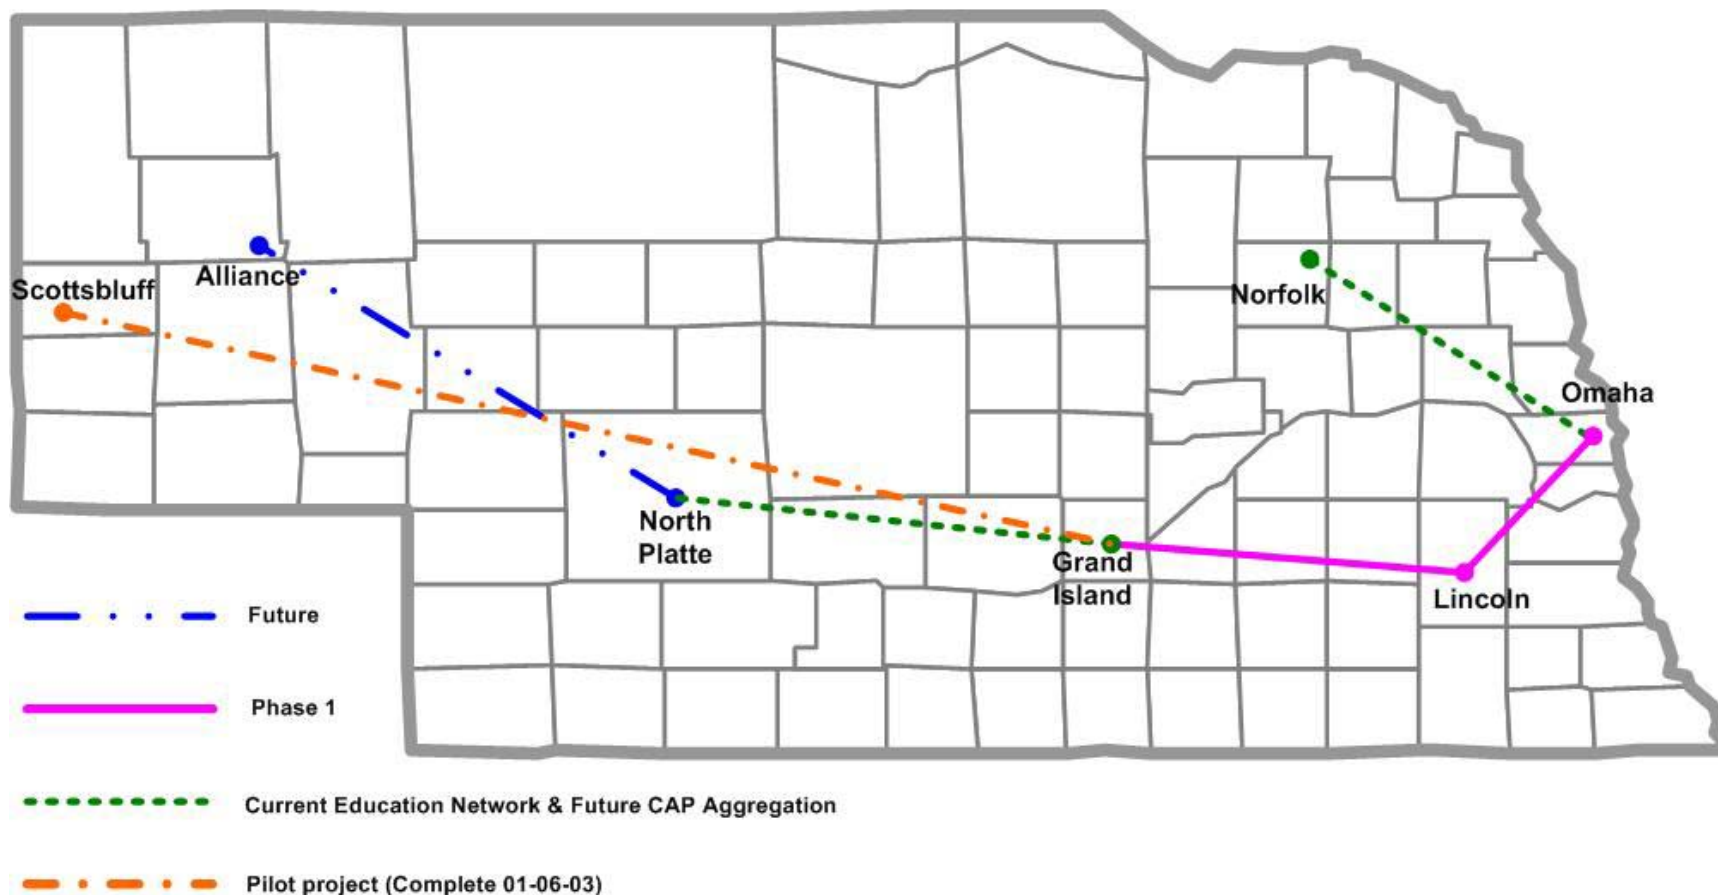 Scottsbluff
Alliance
Norfolk
Omaha
North
Platte
Grand
Island
Lincoln
Future
Phase 1
Current Education Network & Future CAP Aggregation
Pilot project (Complete 01-06-03)